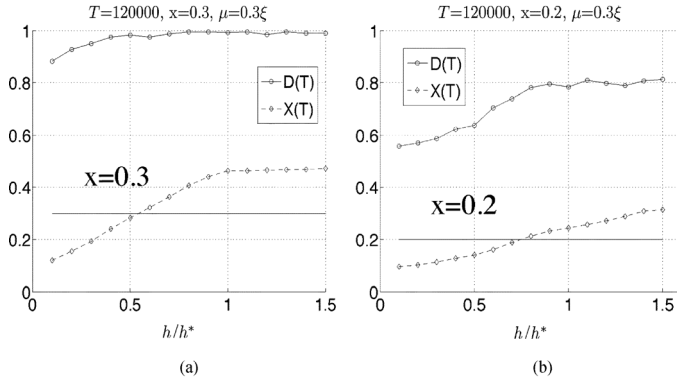 T=120000, x=0.3, μ=0.3ξ
1
0.8
0.6
0.4
0.2
0
D(T)
X(T)
x=0.3
0
0.5
1
1.5
h/h*
(a)
T=120000, x=0.2, μ=0.3ξ
1
0.8
0.6
0.4
0.2
0
D(T)
X(T)
x=0.2
0
0.5
1
1.5
h/h*
(b)